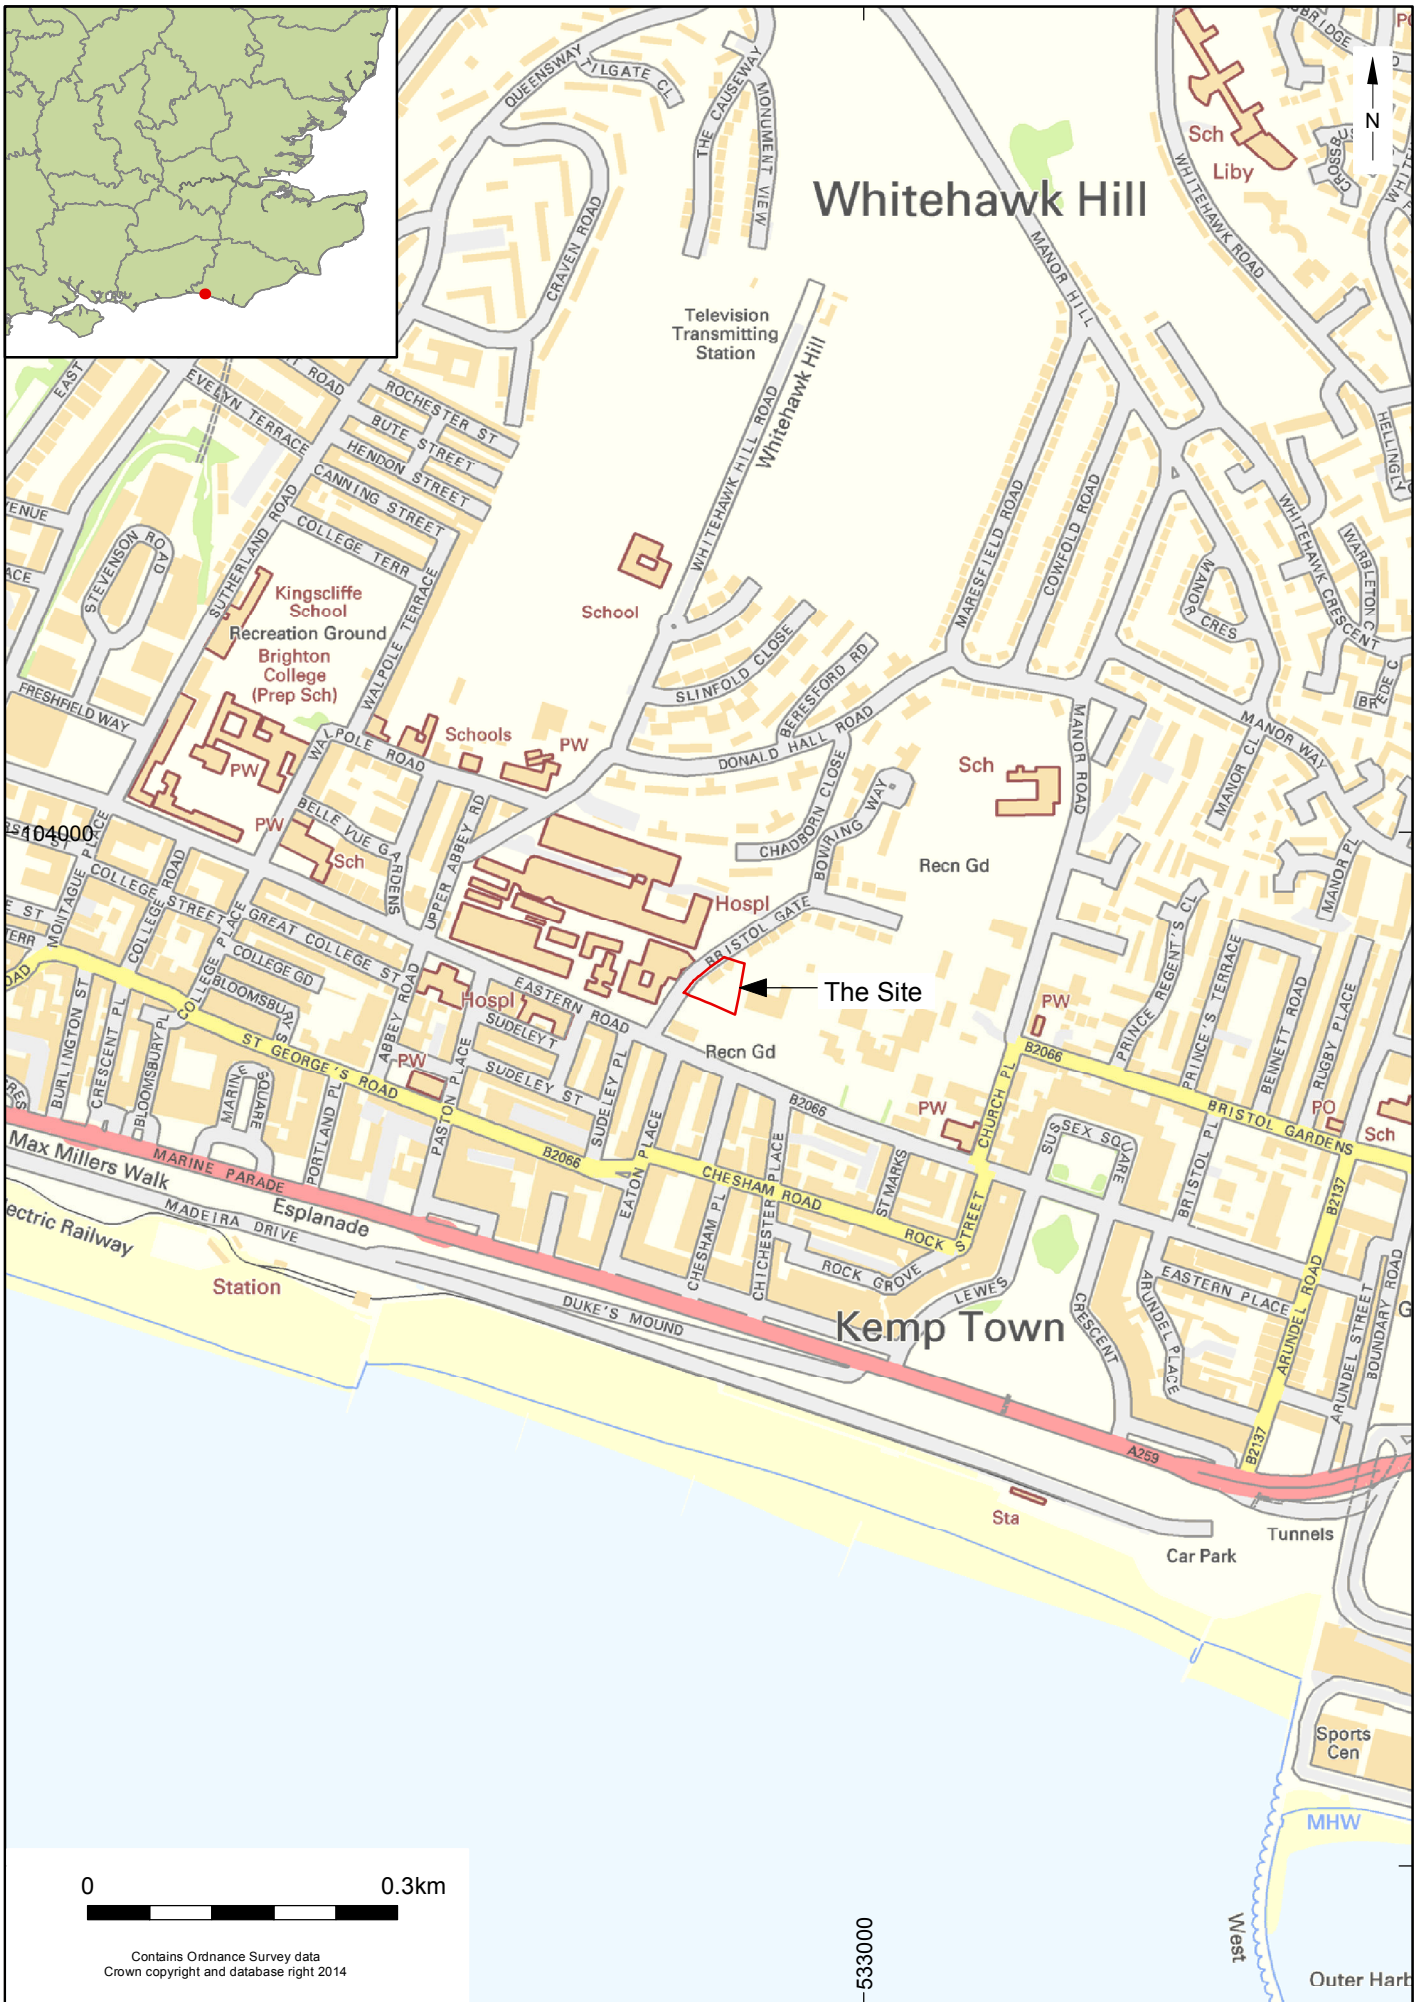 QUEENSWAY
TILGATE CL
THE CAUSEWAY
MONUMENT VIEW
CRAVEN ROAD
Whitehawk Hill
MANOR HILL
Sch
Liby
WHITEHAWK ROAD
N
Television
Transmitting
Station
WHITEHAWK HILL ROAD
Whitehawk Hill
EAST
EVELYN TERRACE
ROAD
ROCHESTER ST
BUTE STREET
HENDON STREET
CANNING STREET
COLLEGE TERR
SUTHERLAND ROAD
STEVENSON ROAD
WALPOLE TERRACE
Kingscliffe
School
Recreation Ground
Brighton
College
(Prep Sch)
School
SLINFOLD CLOSE
BERESFORD RD
DONALD HALL ROAD
MARESFIELD ROAD
COWFOLD ROAD
MANOR CRES
WHITEHAWK CRESCENT
WARBLETON C
HELLINGLY
BREDE C
FRESHFIELD WAY
WALPOLE ROAD
Schools
PW
PW
PW
Sch
BELLE VUE GARDENS
UPPER ABBEY RD
CHADBORN CLOSE
BOWRING WAY
Sch
MANOR ROAD
MANOR WAY
MANOR CL
MANOR PL
Recn Gd
104000
MONTAGUE PLACE
COLLEGE ROAD
COLLEGE STREET
COLLEGE PLACE
GREAT COLLEGE ST
COLLEGE GD
BLOOMSBURY S
Hospl
BRISTOL GATE
The Site
Hospl
EASTERN ROAD
ABBEY ROAD
SUDELEY T
SUDELEY ST
SUDELEY PL
PASTON PLACE
PW
ST GEORGE'S ROAD
Recn Gd
B2066
PW
PW
B2066
CHURCH PL
PRINCE REGENT'S CL
PRINCE'S TERRACE
BENNETT ROAD
RUGBY PLACE
BRISTOL GARDENS
PO
Sch
BURLINGTON ST
CRESCENT PL
BLOOMSBURY PL
MARINE SQUARE
PORTLAND PL
B2066
EATON PLACE
CHESHAM ROAD
CHESHAM PL
CHICHESTER PLACE
ST MARKS
ROCK STREET
ROCK GROVE
SUSSEX SQUARE
BRISTOL PL
B2137
Max Millers Walk
MARINE PARADE
MADEIRA DRIVE
Esplanade
ectric Railway
Station
DUKE'S MOUND
Kemp Town
LEWES
CRESCENT
ARUNDEL PLACE
EASTERN PLACE
ARUNDEL ROAD
ARUNDEL STREET
BOUNDARY ROAD
B2137
A259
Sta
Car Park
Tunnels
Sports
Cen
MHW
West
Outer Harb
533000
0 0.3km
Contains Ordnance Survey data
Crown copyright and database right 2014